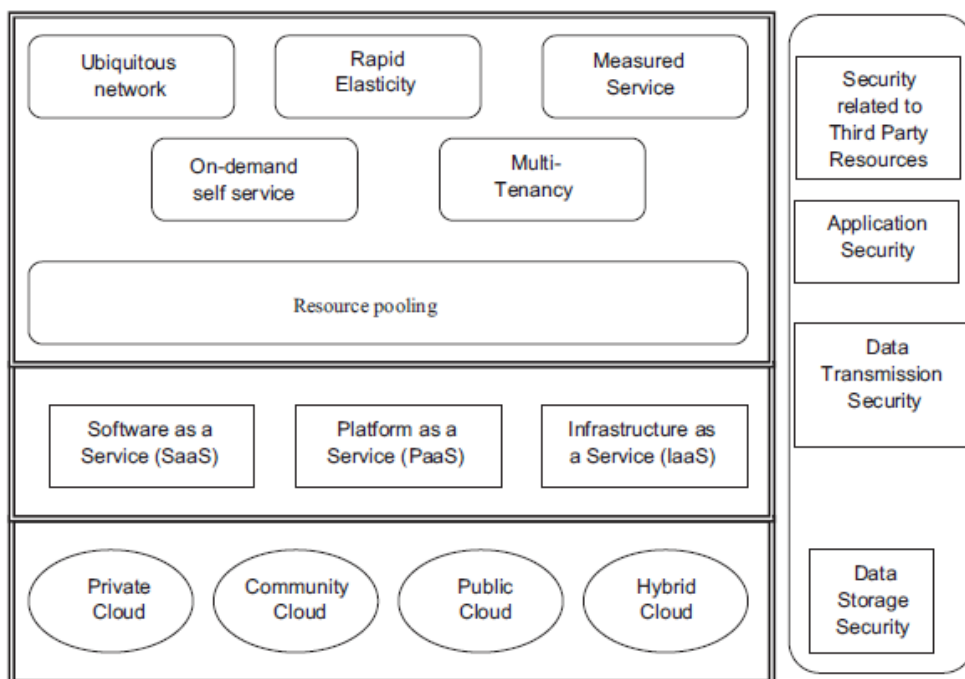 Ubiquitous
network
Rapid
Elasticity
Measured
Service
On-demand
self service
Multi-
Tenancy
Resource pooling
Software as a
Service (SaaS)
Platform as a
Service (PaaS)
Infrastructure as
a Service (IaaS)
Private
Cloud
Community
Cloud
Public
Cloud
Hybrid
Cloud
Security
related to
Third Party
Resources
Application
Security
Data
Transmission
Security
Data
Storage
Security